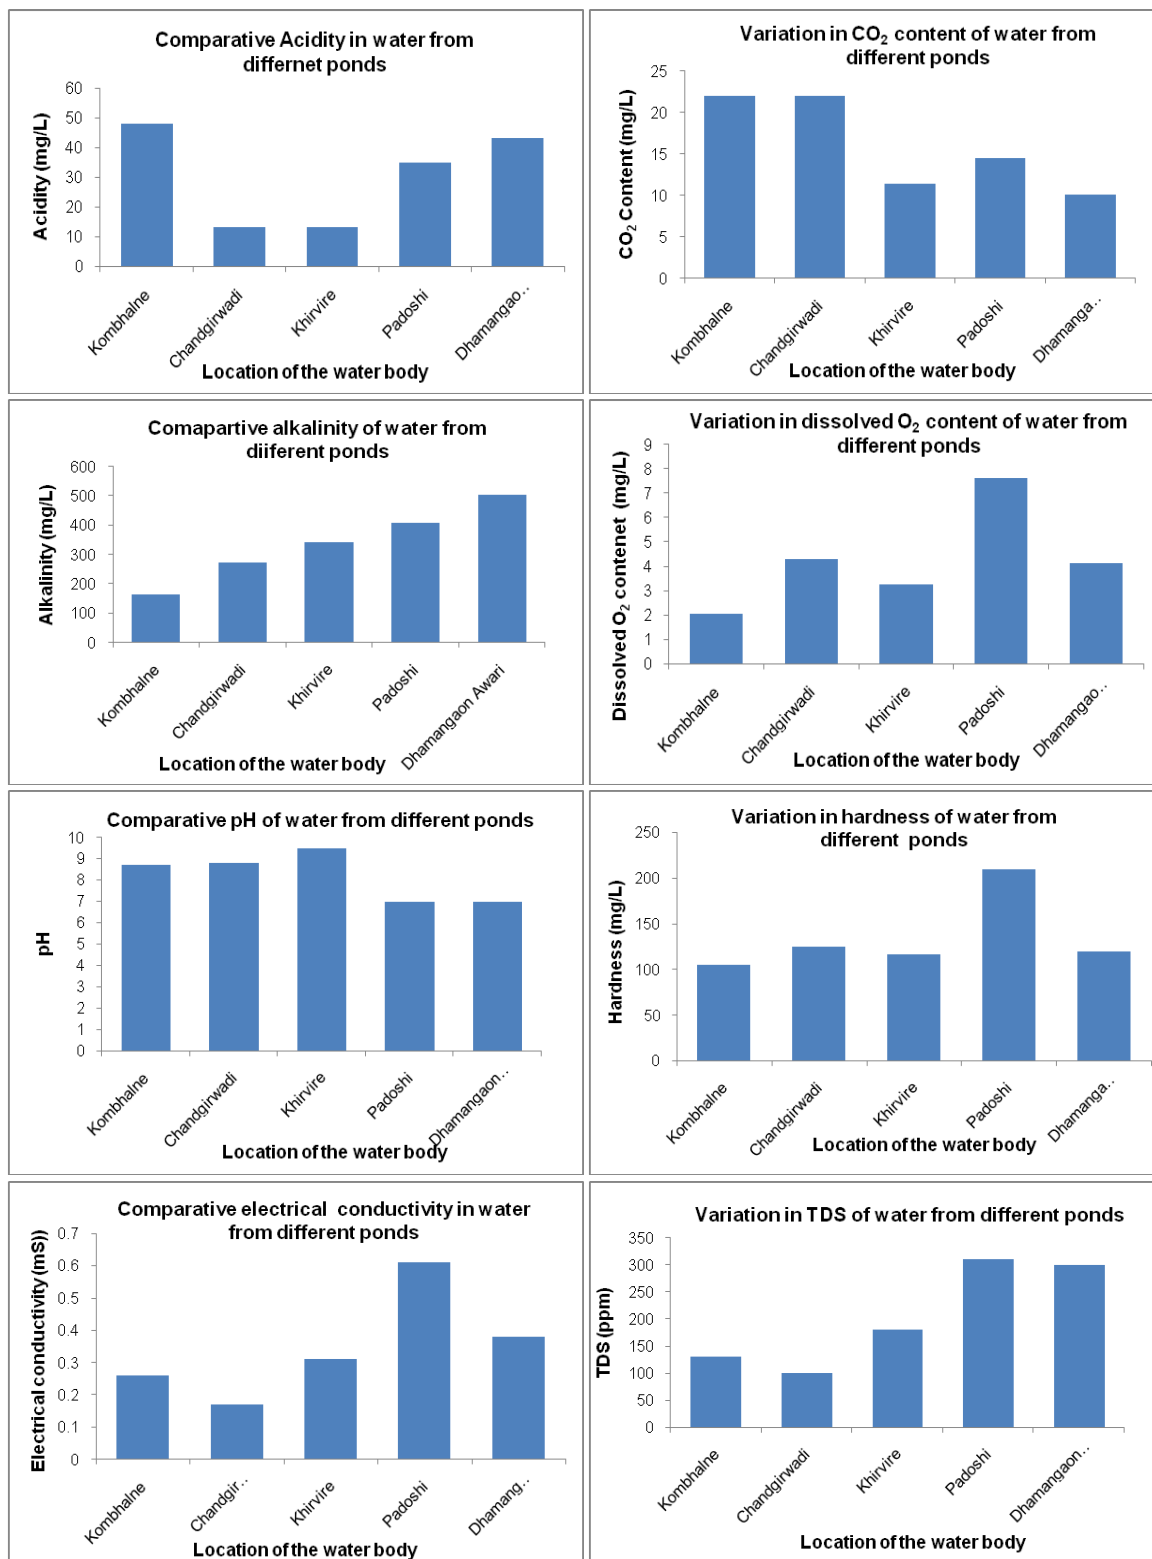 Comparative Acidity in water from
differnet ponds
Acidity (mg/L)
60
50
40
30
20
10
0
Kombhalne
Chandgirwadi
Khirvire
Padoshi
Dhamangao..
Location of the water body
Variation in CO₂ content of water from
different ponds
CO₂ Content (mg/L)
25
20
15
10
5
0
Kombhalne
Chandgirwadi
Khirvire
Padoshi
Dhamanga..
Location of the water body
Comapartive alkalinity of water from
diiferent ponds
Alkalinity (mg/L)
600
500
400
300
200
100
0
Kombhalne
Chandgirwadi
Khirvire
Padoshi
Dhamangaon Awari
Location of the water body
Variation in dissolved O₂ content of water from
different ponds
Dissolved O₂ contenet (mg/L)
9
8
7
6
5
4
3
2
1
0
Kombhalne
Chandgirwadi
Khirvire
Padoshi
Dhamangao..
Location of the water body
Comparative pH of water from different ponds
pH
10
9
8
7
6
5
4
3
2
1
0
Kombhalne
Chandgirwadi
Khirvire
Padoshi
Dhamangaon..
Location of the water body
Variation in hardness of water from
different ponds
Hardness (mg/L)
250
200
150
100
50
0
Kombhalne
Chandgirwadi
Khirvire
Padoshi
Dhamanga..
Location of the water body
Comparative electrical conductivity in water
from different ponds
Electrical conductivity (mS))
0.7
0.6
0.5
0.4
0.3
0.2
0.1
0
Kombhalne
Chandgir..
Khirvire
Padoshi
Dhamang..
Location of the water body
Variation in TDS of water from different ponds
TDS (ppm)
350
300
250
200
150
100
50
0
Kombhalne
Chandgirwadi
Khirvire
Padoshi
Dhamangaon..
Location of the water body